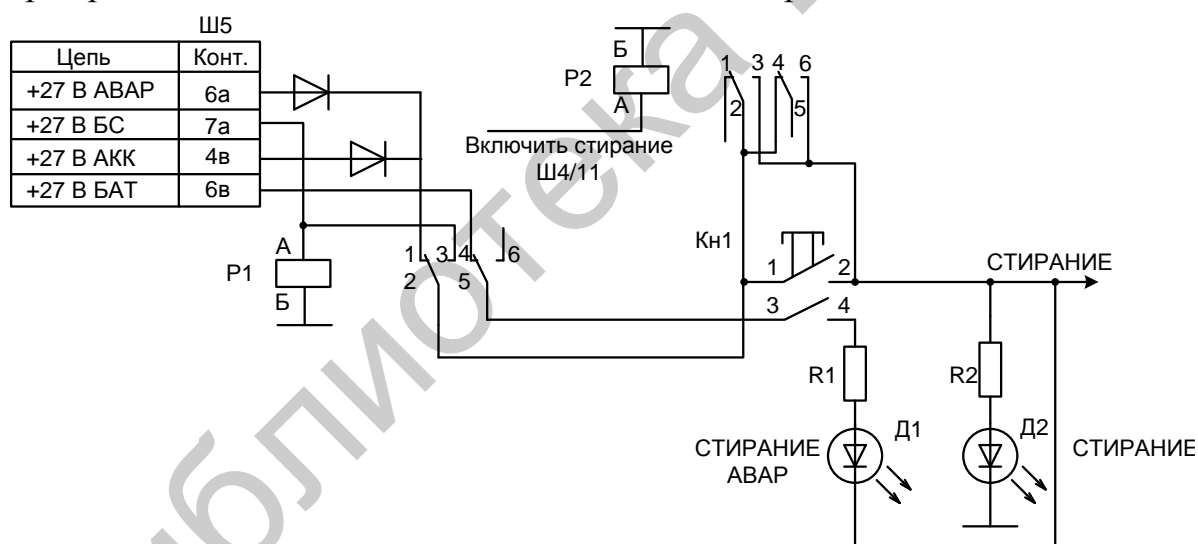 Ш5
Цепь Конт.
+27 В АВАР 6а
+27 В БС 7а
+27 В АКК 4в
+27 В БАТ 6в
А
Р1
Б
1 3 4 6
2 5
Б
Р2
А
Включить стирание
Ш4/11
1 3 4 6
2 5
Кн1
1 2
3 4
СТИРАНИЕ
R1 R2
Д1 Д2
СТИРАНИЕ
АВАР
СТИРАНИЕ
библиотека